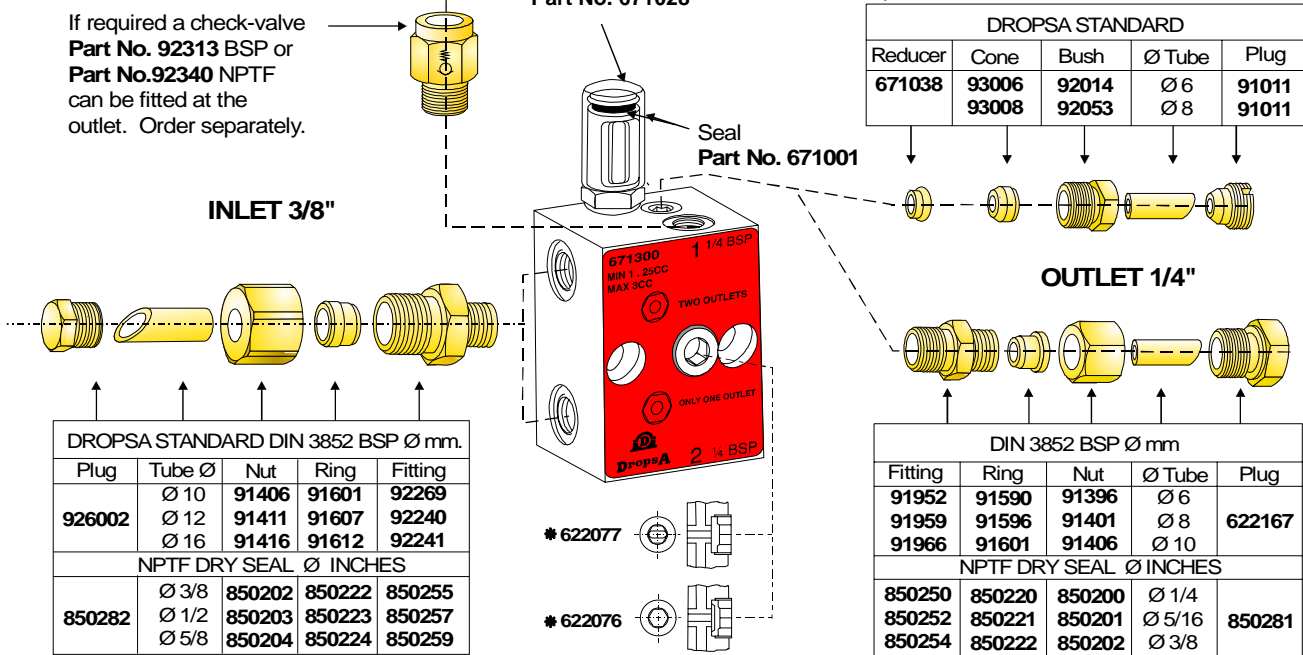 If required a check-valve
Part No. 92313 BSP or
Part No.92340 NPTF
can be fitted at the
outlet. Order separately.
Part No. 671028
Seal
Part No. 671001
DROPSA STANDARD
Reducer Cone Bush Ø Tube Plug
671038 93006 92014 Ø 6 91011
93008 92053 Ø 8 91011
INLET 3/8"
OUTLET 1/4"
671300 1 1/4 BSP
MIN 1 . 25CC
MAX 3CC
TWO OUTLETS
ONLY ONE OUTLET
DropsA 2 ¼ BSP
DROPSA STANDARD DIN 3852 BSP Ø mm.
Plug Tube Ø Nut Ring Fitting
926002 Ø 10 91406 91601 92269
Ø 12 91411 91607 92240
Ø 16 91416 91612 92241
NPTF DRY SEAL Ø INCHES
850282 Ø 3/8 850202 850222 850255
Ø 1/2 850203 850223 850257
Ø 5/8 850204 850224 850259
✱ 622077
✱ 622076
DIN 3852 BSP Ø mm
Fitting Ring Nut Ø Tube Plug
91952 91590 91396 Ø 6 622167
91959 91596 91401 Ø 8
91966 91601 91406 Ø 10
NPTF DRY SEAL Ø INCHES
850250 850220 850200 Ø 1/4 850281
850252 850221 850201 Ø 5/16
850254 850222 850202 Ø 3/8